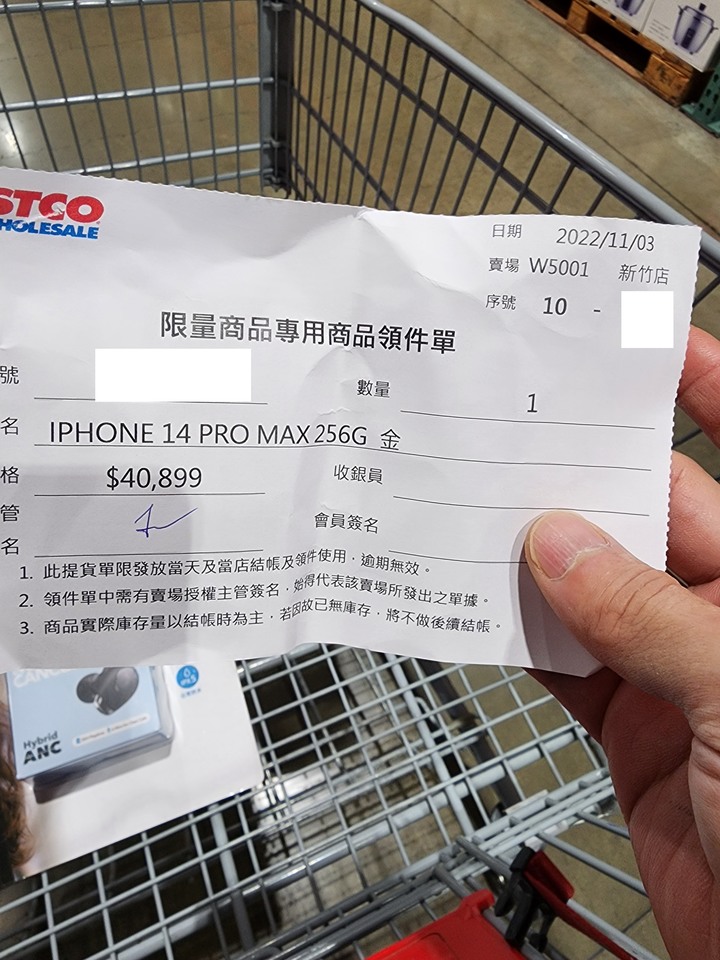 STCO
WHOLESALE
日期 2022/11/03
賣場 W5001 新竹店
序號 10 -
限量商品專用商品領件單
號
數量 1
名 IPHONE 14 PRO MAX 256G 金
格 $40,899
收銀員
管
名
會員簽名
1. 此提貨單限發放當天及當店結帳及領件使用，逾期無效。
2. 領件單中需有賣場授權主管簽名，始得代表該賣場所發出之單據。
3. 商品實際庫存量以結帳時為主，若因故已無庫存，將不做後續結帳。
Hybrid
ANC